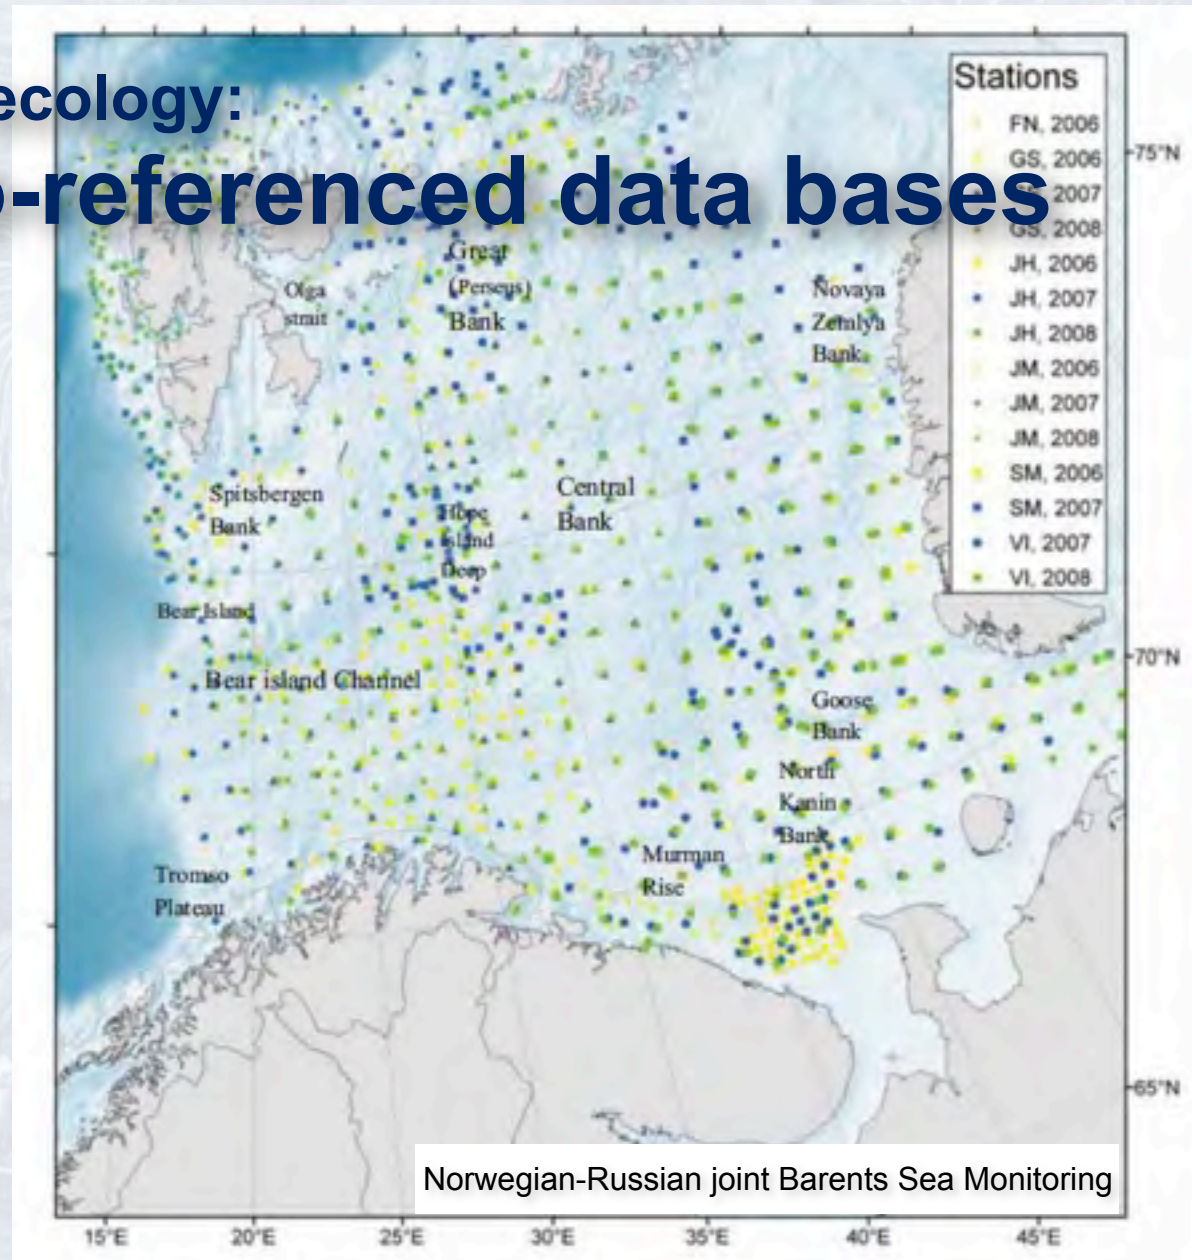 ecology:
-referenced data bases
Stations
FN, 2006
GS, 2006
2007
GS, 2008
JH, 2006
JH, 2007
JH, 2008
JM, 2006
JM, 2007
JM, 2008
SM, 2006
SM, 2007
VI, 2007
VI, 2008
75°N
70°N
65°N
Great
(Perseus)
Bank
Olga
strait
Novaya
Zemlya
Bank
Spitsbergen
Bank
Central
Bank
Hope
Island
Deep
Bear Island
Bear island Channel
Goose
Bank
North
Kanin
Bank
Murman
Rise
Tromso
Plateau
Norwegian-Russian joint Barents Sea Monitoring
15°E 20°E 25°E 30°E 35°E 40°E 45°E